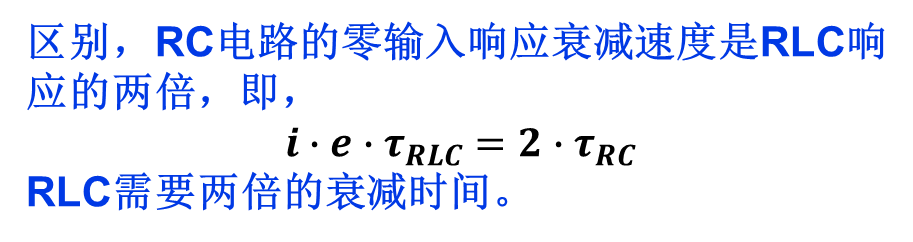 区别，RC电路的零输入响应衰减速度是RLC响
应的两倍，即，
i · e · τ_RLC = 2 · τ_RC
RLC需要两倍的衰减时间。